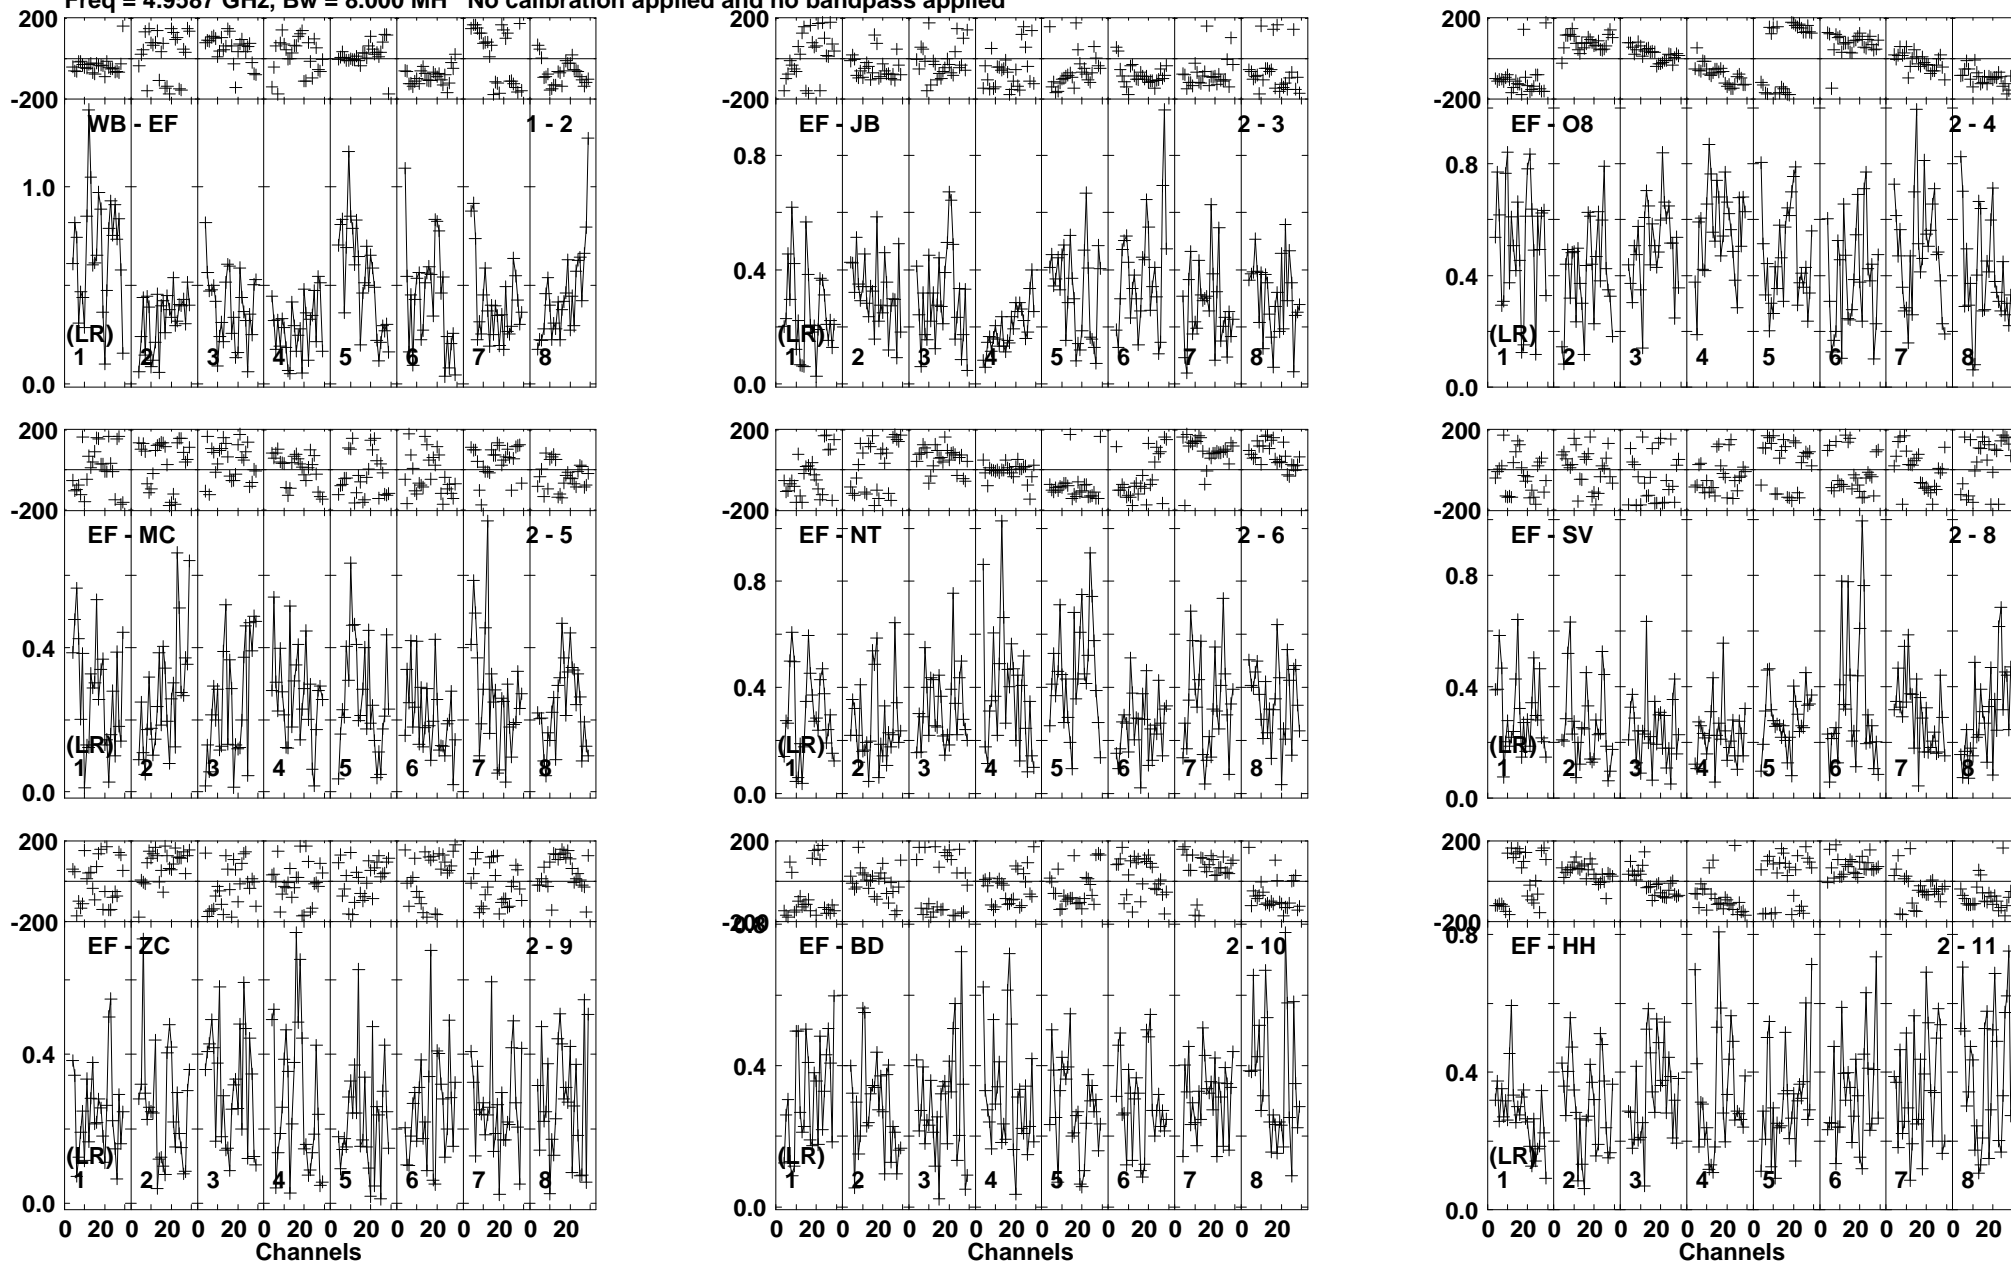 Freq = 4.9587 GHz, Bw = 8.000 MH No calibration applied and no bandpass applied
200 200 200
-200 -200 -200
WB - EF 1 - 2 EF - JB 2 - 3 EF - O8 2 - 4
0.8 0.8
1.0
0.4 0.4
(LR) (LR) (LR)
1 2 3 4 5 6 7 8 1 2 3 4 5 6 7 8 1 2 3 4 5 6 7 8
0.0 0.0 0.0
200 200 200
-200 -200 -200
EF - MC 2 - 5 EF - NT 2 - 6 EF - SV 2 - 8
0.8 0.8
0.4 0.4 0.4
(LR) (LR) (LR)
1 2 3 4 5 6 7 8 1 2 3 4 5 6 7 8 1 2 3 4 5 6 7 8
0.0 0.0 0.0
200 200 200
-200 -200 0.8 -200
EF - ZC 2 - 9 EF - BD 2 - 10 0.8 EF - HH 2 - 11
0.4 0.4 0.4
(LR) (LR) (LR)
1 2 3 4 5 6 7 8 1 2 3 4 5 6 7 8 1 2 3 4 5 6 7 8
0.0 0.0 0.0
0 20 0 20 0 20 0 20 0 20 0 20 0 20 0 20 0 20 0 20 0 20 0 20 0 20 0 20 0 20 0 20 0 20 0 20 0 20 0 20 0 20 0 20 0 20 0 20
Channels Channels Channels